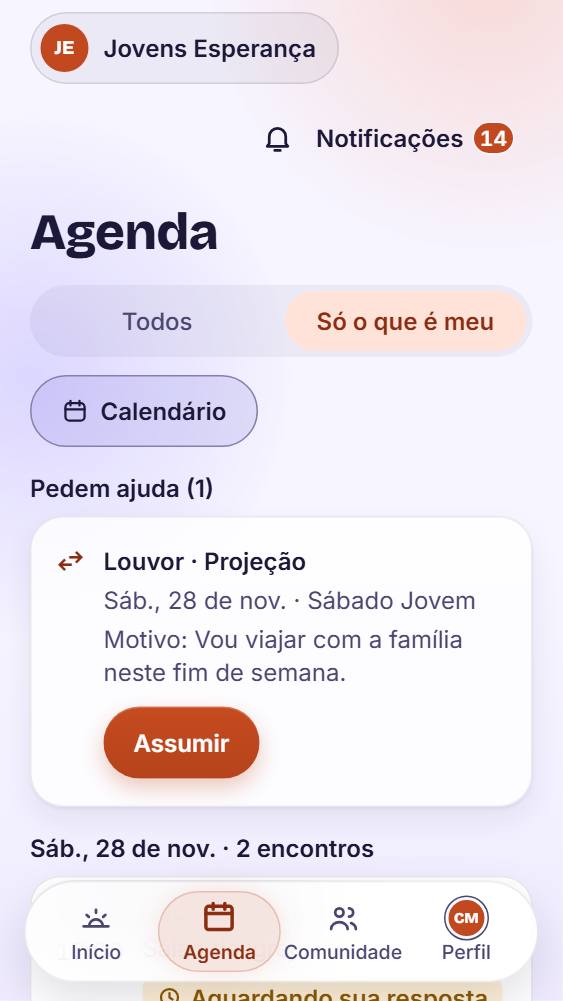 JE Jovens Esperança
Notificações 14
Agenda
Todos Só o que é meu
Calendário
Pedem ajuda (1)
Louvor · Projeção
Sáb., 28 de nov. · Sábado Jovem
Motivo: Vou viajar com a família
neste fim de semana.
Assumir
Sáb., 28 de nov. · 2 encontros
CM
Início Agenda Comunidade Perfil
Aguardando sua resposta